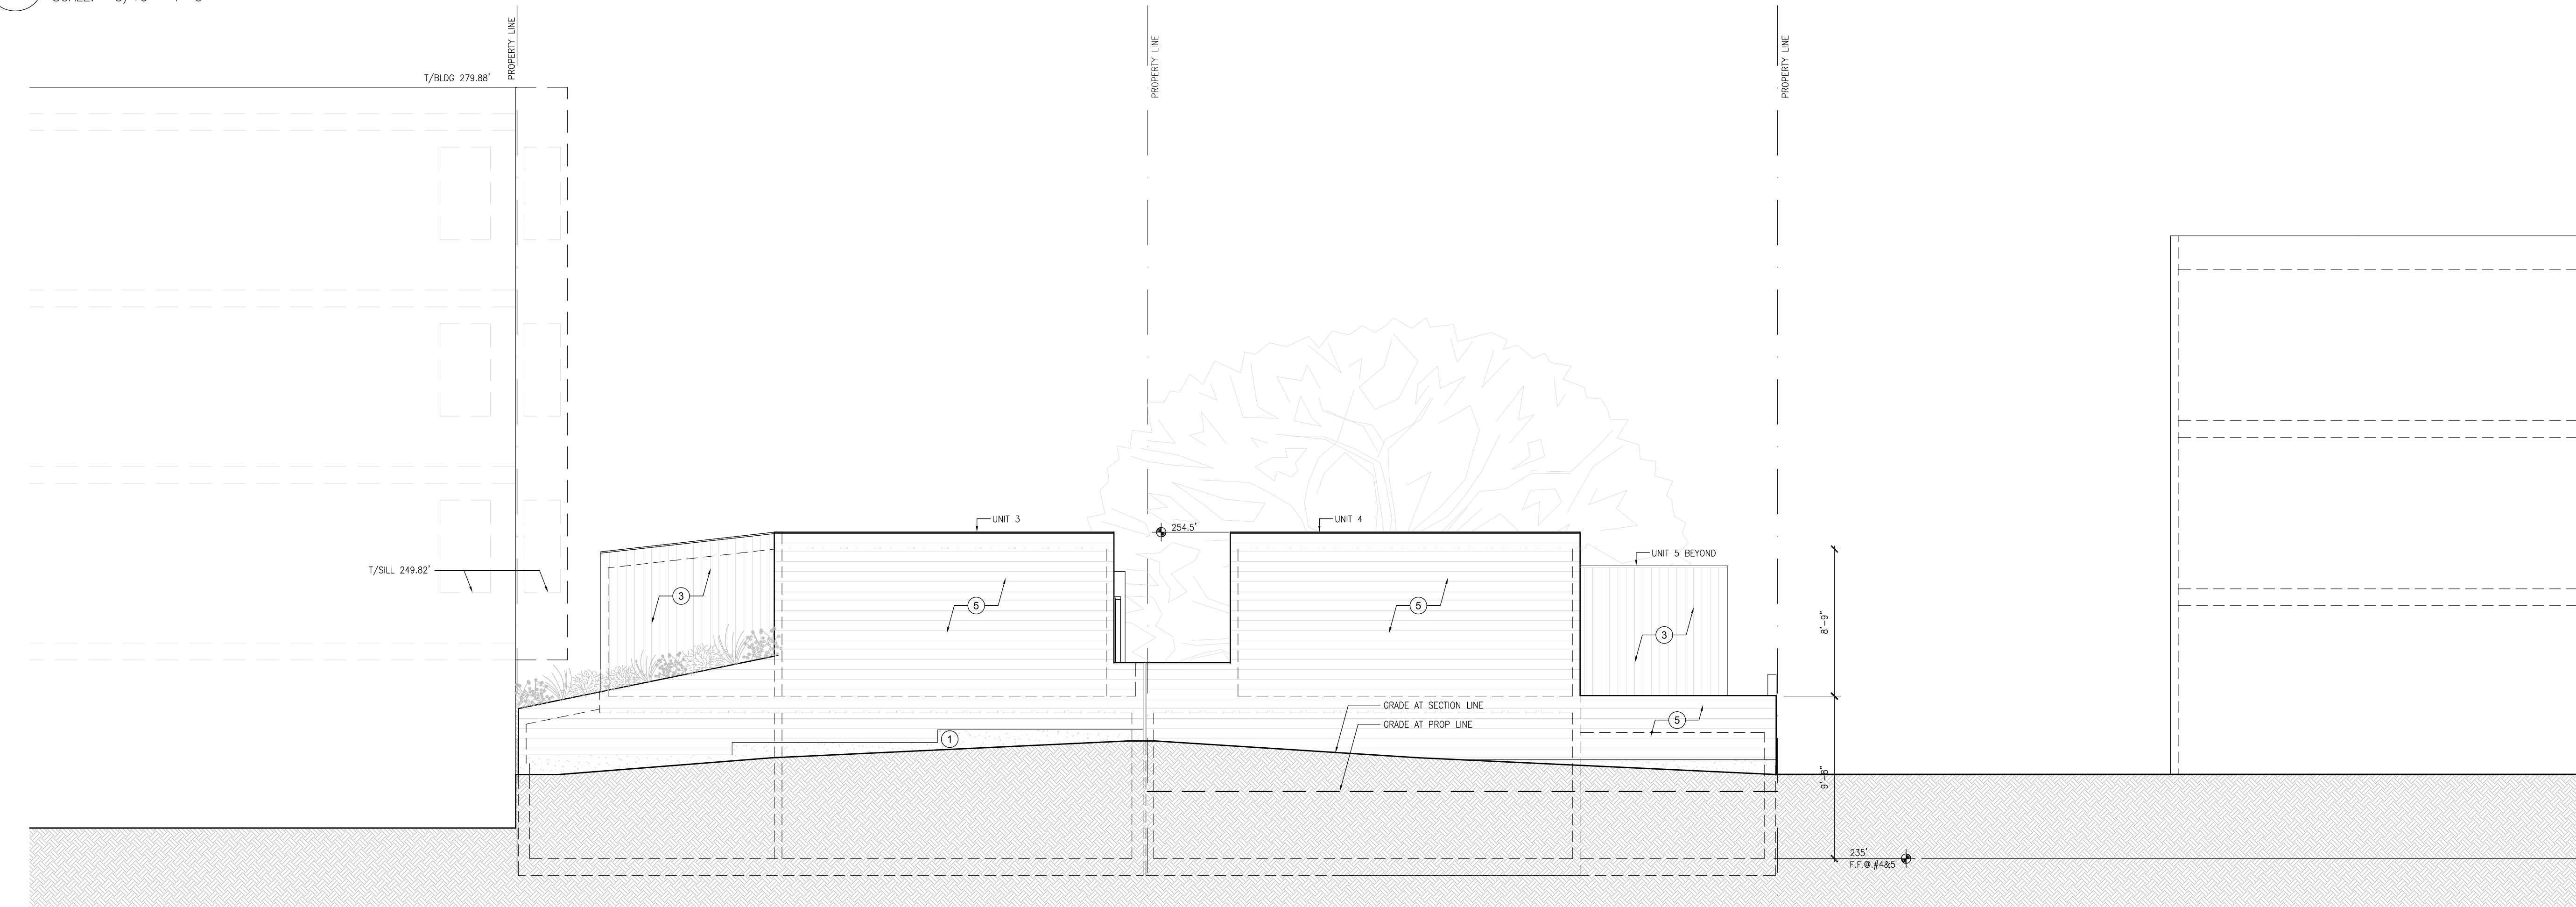 PROPERTY LINE
PROPERTY LINE
PROPERTY LINE
T/BLDG 279.88'
UNIT 3
254.5'
UNIT 4
UNIT 5 BEYOND
T/SILL 249.82'
3
5
5
3
8'-9"
GRADE AT SECTION LINE
GRADE AT PROP LINE
5
1
9'-8"
235'
F.F.@.#4&5